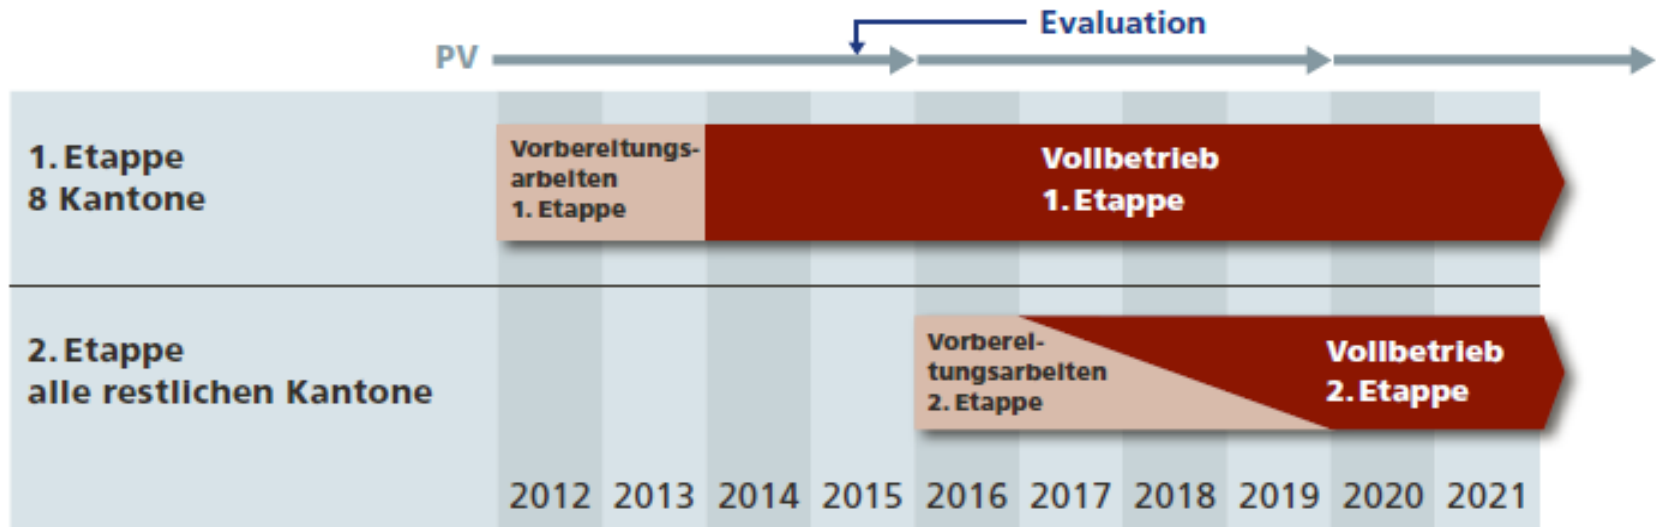 Evaluation
PV
1. Etappe
8 Kantone
Vorbereitungs-
arbeiten
1. Etappe
Vollbetrieb
1. Etappe
2. Etappe
alle restlichen Kantone
Vorberei-
tungsarbeiten
2. Etappe
Vollbetrieb
2. Etappe
2012 2013 2014 2015 2016 2017 2018 2019 2020 2021